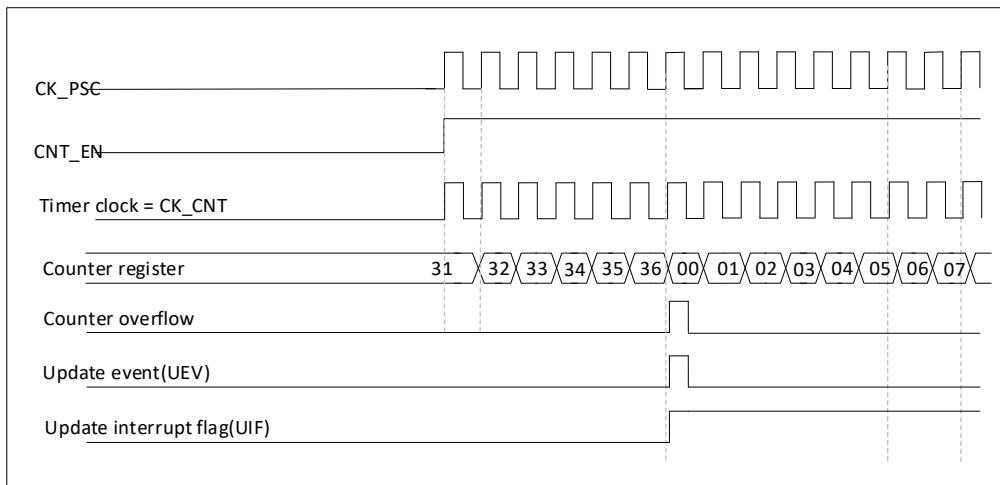 CK_PSC
CNT_EN
Timer clock = CK_CNT
Counter register 31 32 33 34 35 36 00 01 02 03 04 05 06 07
Counter overflow
Update event(UEV)
Update interrupt flag(UIF)